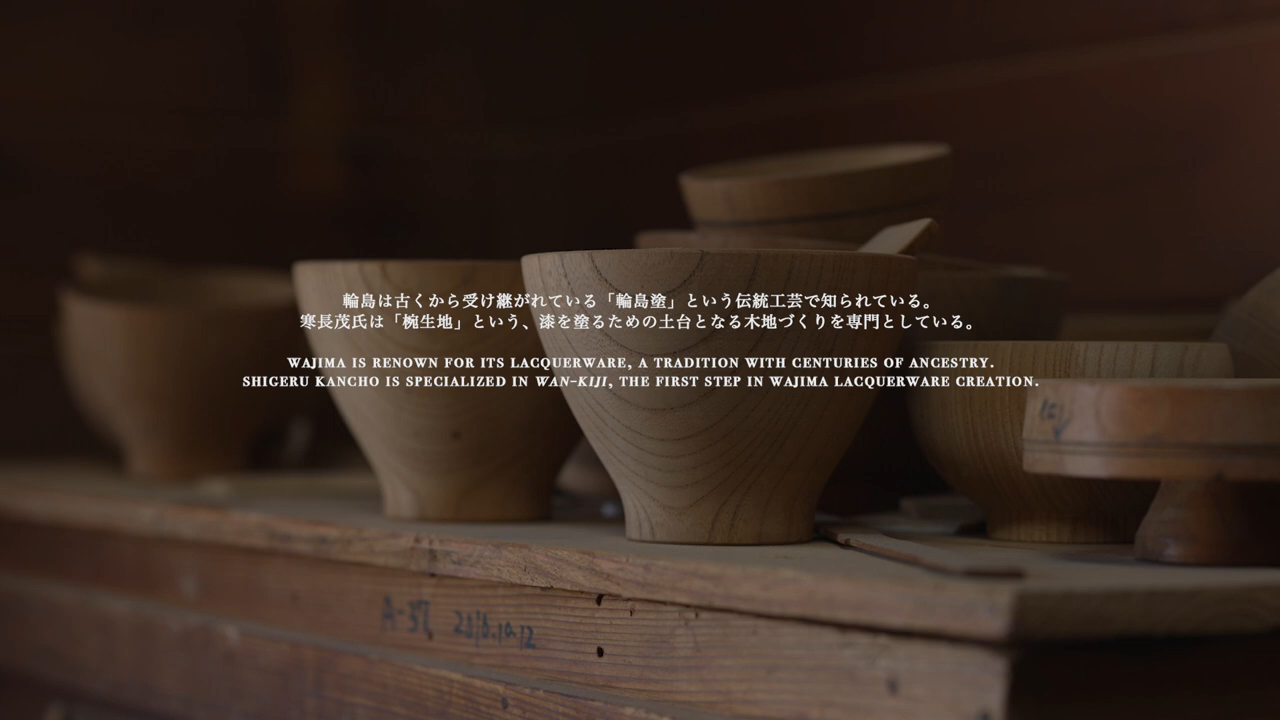 輪島は古くから受け継がれている「輪島塗」という伝統工芸で知られている。
寒長茂氏は「椀生地」という、漆を塗るための土台となる木地づくりを専門としている。
WAJIMA IS RENOWN FOR ITS LACQUERWARE, A TRADITION WITH CENTURIES OF ANCESTRY.
SHIGERU KANCHO IS SPECIALIZED IN WAN-KIJI, THE FIRST STEP IN WAJIMA LACQUERWARE CREATION.